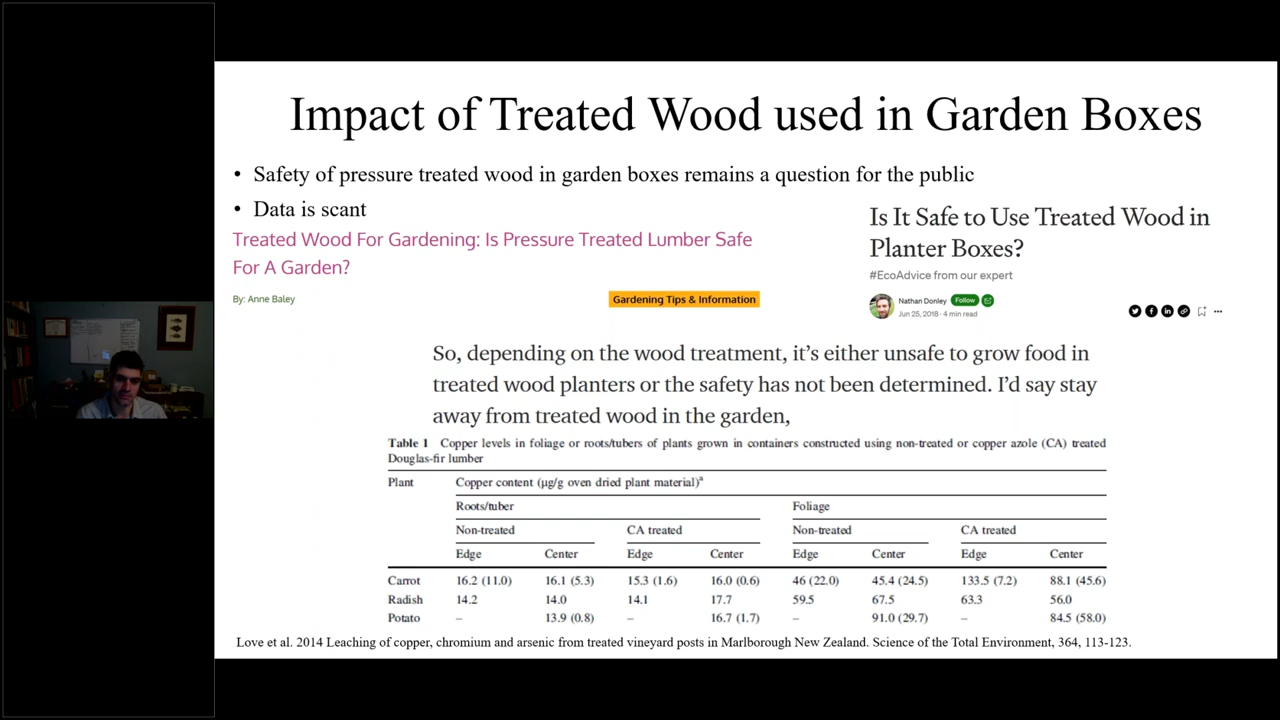 Impact of Treated Wood used in Garden Boxes
• Safety of pressure treated wood in garden boxes remains a question for the public
• Data is scant
Treated Wood For Gardening: Is Pressure Treated Lumber Safe
For A Garden?
By: Anne Baley
Gardening Tips & Information
Is It Safe to Use Treated Wood in
Planter Boxes?
#EcoAdvice from our expert
Nathan Donley Follow
Jun 25, 2018 · 4 min read
So, depending on the wood treatment, it's either unsafe to grow food in
treated wood planters or the safety has not been determined. I'd say stay
away from treated wood in the garden,
Table 1 Copper levels in foliage or roots/tubers of plants grown in containers constructed using non-treated or copper azole (CA) treated
Douglas-fir lumber
Plant Copper content (µg/g oven dried plant material)ª
Roots/tuber Foliage
Non-treated CA treated Non-treated CA treated
Edge Center Edge Center Edge Center Edge Center
Carrot 16.2 (11.0) 16.1 (5.3) 15.3 (1.6) 16.0 (0.6) 46 (22.0) 45.4 (24.5) 133.5 (7.2) 88.1 (45.6)
Radish 14.2 14.0 14.1 17.7 59.5 67.5 63.3 56.0
Potato – 13.9 (0.8) – 16.7 (1.7) – 91.0 (29.7) – 84.5 (58.0)
Love et al. 2014 Leaching of copper, chromium and arsenic from treated vineyard posts in Marlborough New Zealand. Science of the Total Environment, 364, 113-123.